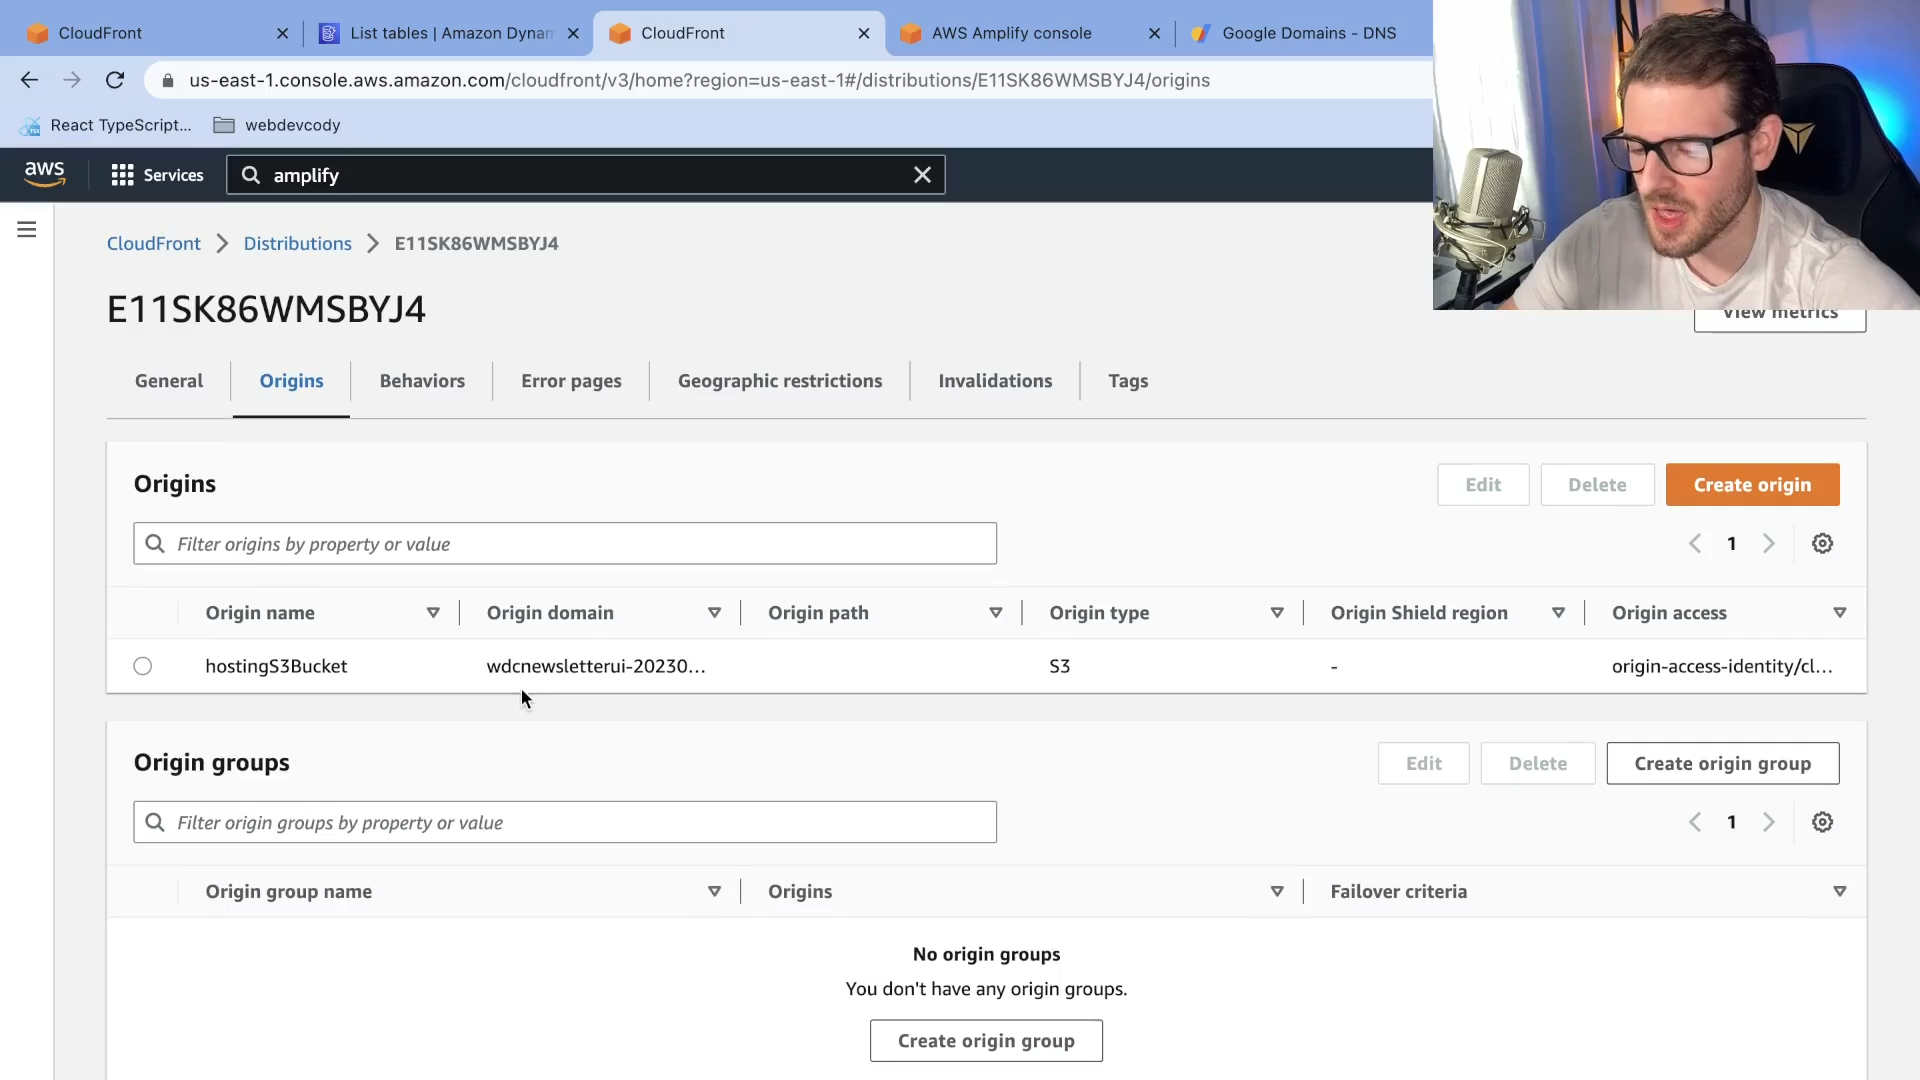 CloudFront
List tables | Amazon Dynam
CloudFront
AWS Amplify console
Google Domains - DNS
us-east-1.console.aws.amazon.com/cloudfront/v3/home?region=us-east-1#/distributions/E11SK86WMSBYJ4/origins
React TypeScript...
webdevcody
aws
Services
amplify
CloudFront
Distributions
E11SK86WMSBYJ4
E11SK86WMSBYJ4
View metrics
General
Origins
Behaviors
Error pages
Geographic restrictions
Invalidations
Tags
Origins
Edit
Delete
Create origin
Filter origins by property or value
1
Origin name
Origin domain
Origin path
Origin type
Origin Shield region
Origin access
hostingS3Bucket
wdcnewsletterui-20230...
S3
-
origin-access-identity/cl...
Origin groups
Edit
Delete
Create origin group
Filter origin groups by property or value
1
Origin group name
Origins
Failover criteria
No origin groups
You don't have any origin groups.
Create origin group